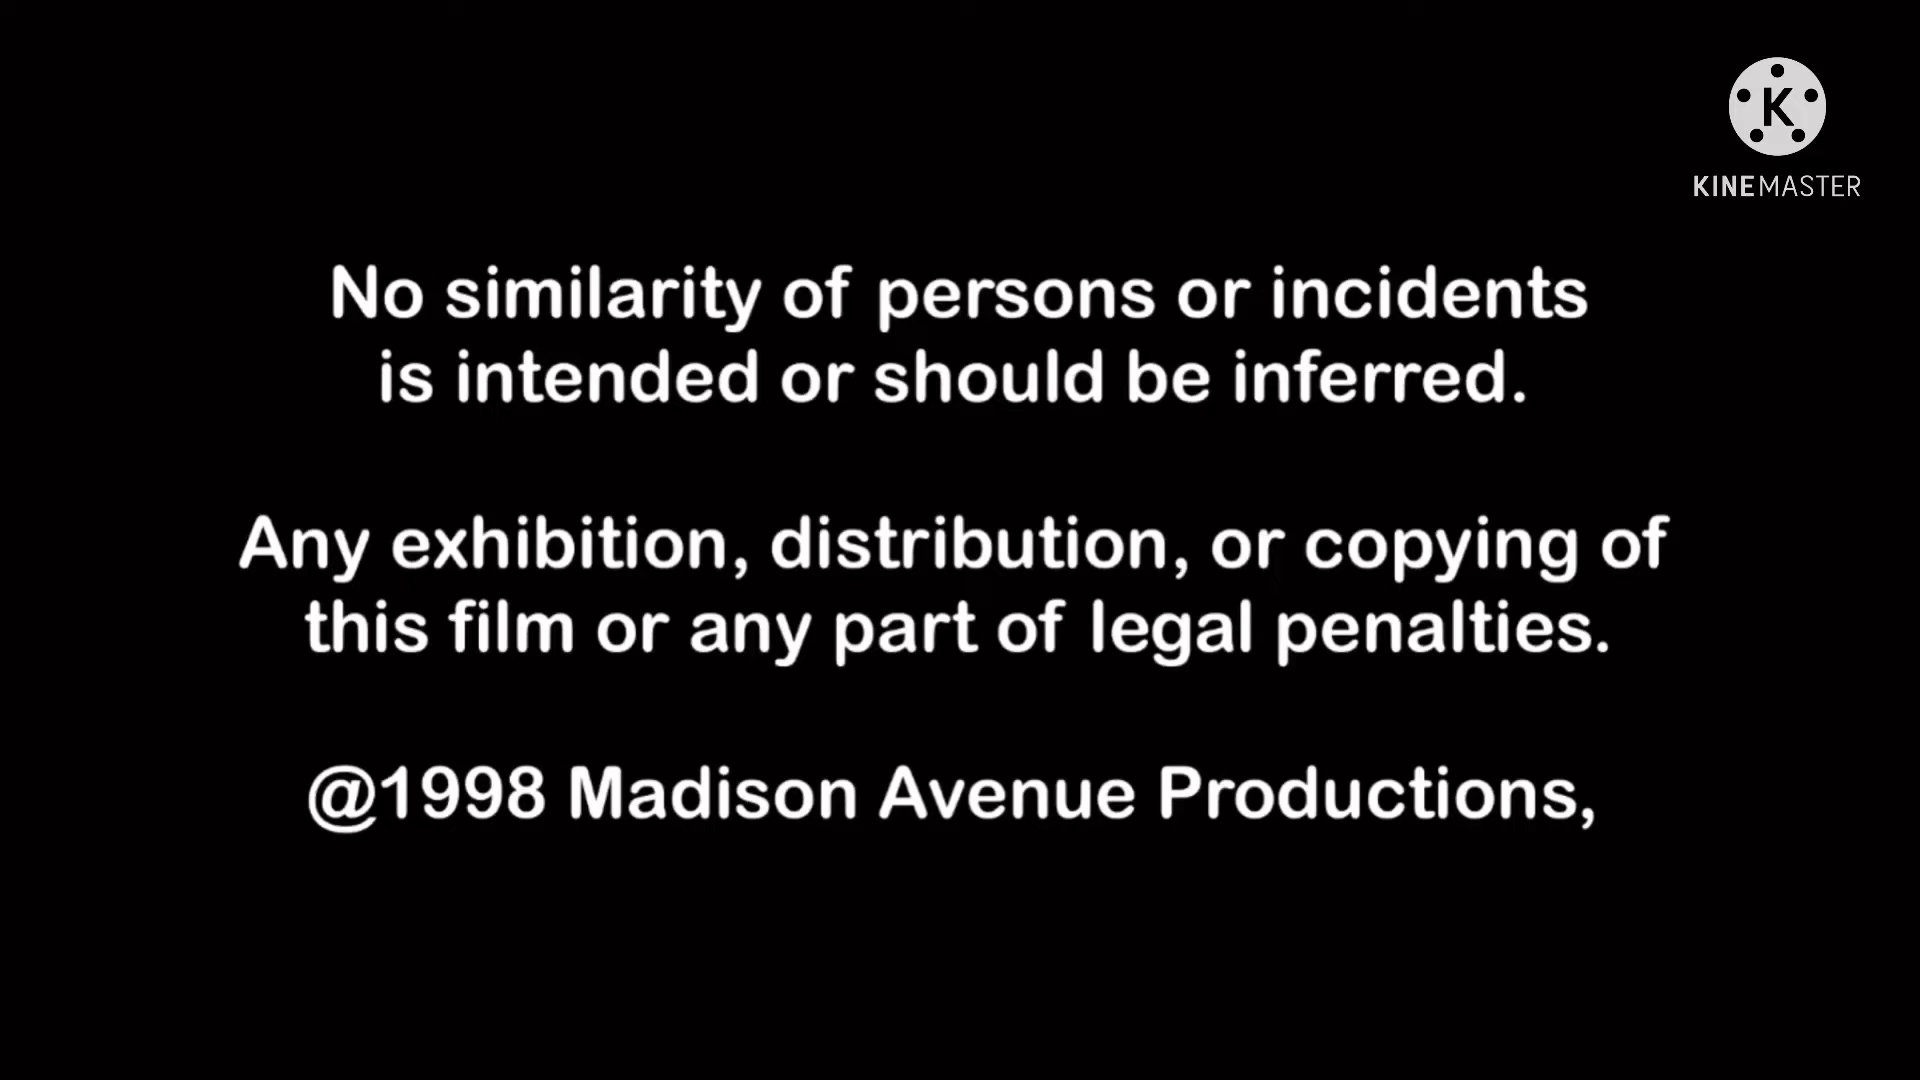 K
KINEMASTER
No similarity of persons or incidents
is intended or should be inferred.
Any exhibition, distribution, or copying of
this film or any part of legal penalties.
@1998 Madison Avenue Productions,